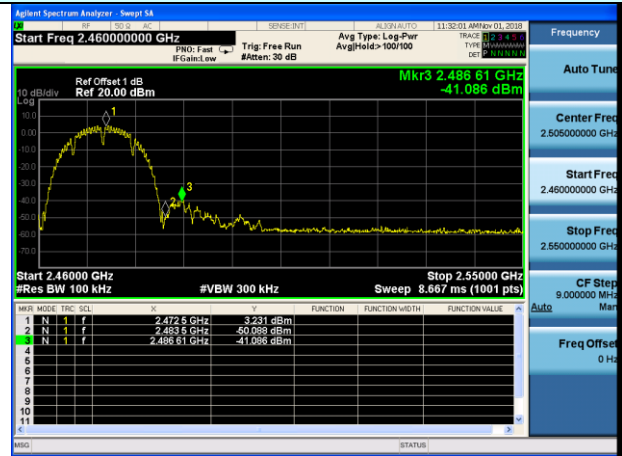 Agilent Spectrum Analyzer - Swept SA
RF 50 Ω AC SENSE:INT ALIGN AUTO 11:32:01 AM Nov 01, 2018
Start Freq 2.460000000 GHz
PNO: Fast
IFGain:Low
Trig: Free Run
#Atten: 30 dB
Avg Type: Log-Pwr
Avg|Hold:>100/100
TRACE 1 2 3 4 5 6
TYPE M
DET P N N N N N
Frequency
Auto Tune
Center Freq
2.505000000 GHz
Start Freq
2.460000000 GHz
Stop Freq
2.550000000 GHz
CF Step
9.000000 MHz
Auto Man
Freq Offset
0 Hz
Ref Offset 1 dB
10 dB/div Ref 20.00 dBm
Mkr3 2.486 61 GHz
-41.086 dBm
Log
10.0
0.00
-10.0
-20.0
-30.0
-40.0
-50.0
-60.0
-70.0
1
2
3
Start 2.46000 GHz Stop 2.55000 GHz
#Res BW 100 kHz #VBW 300 kHz Sweep 8.667 ms (1001 pts)
MKR MODE TRC SCL X Y FUNCTION FUNCTION WIDTH FUNCTION VALUE
1 N 1 f 2.472 5 GHz 3.231 dBm
2 N 1 f 2.483 5 GHz -50.088 dBm
3 N 1 f 2.486 61 GHz -41.086 dBm
4
5
6
7
8
9
10
11
MSG STATUS